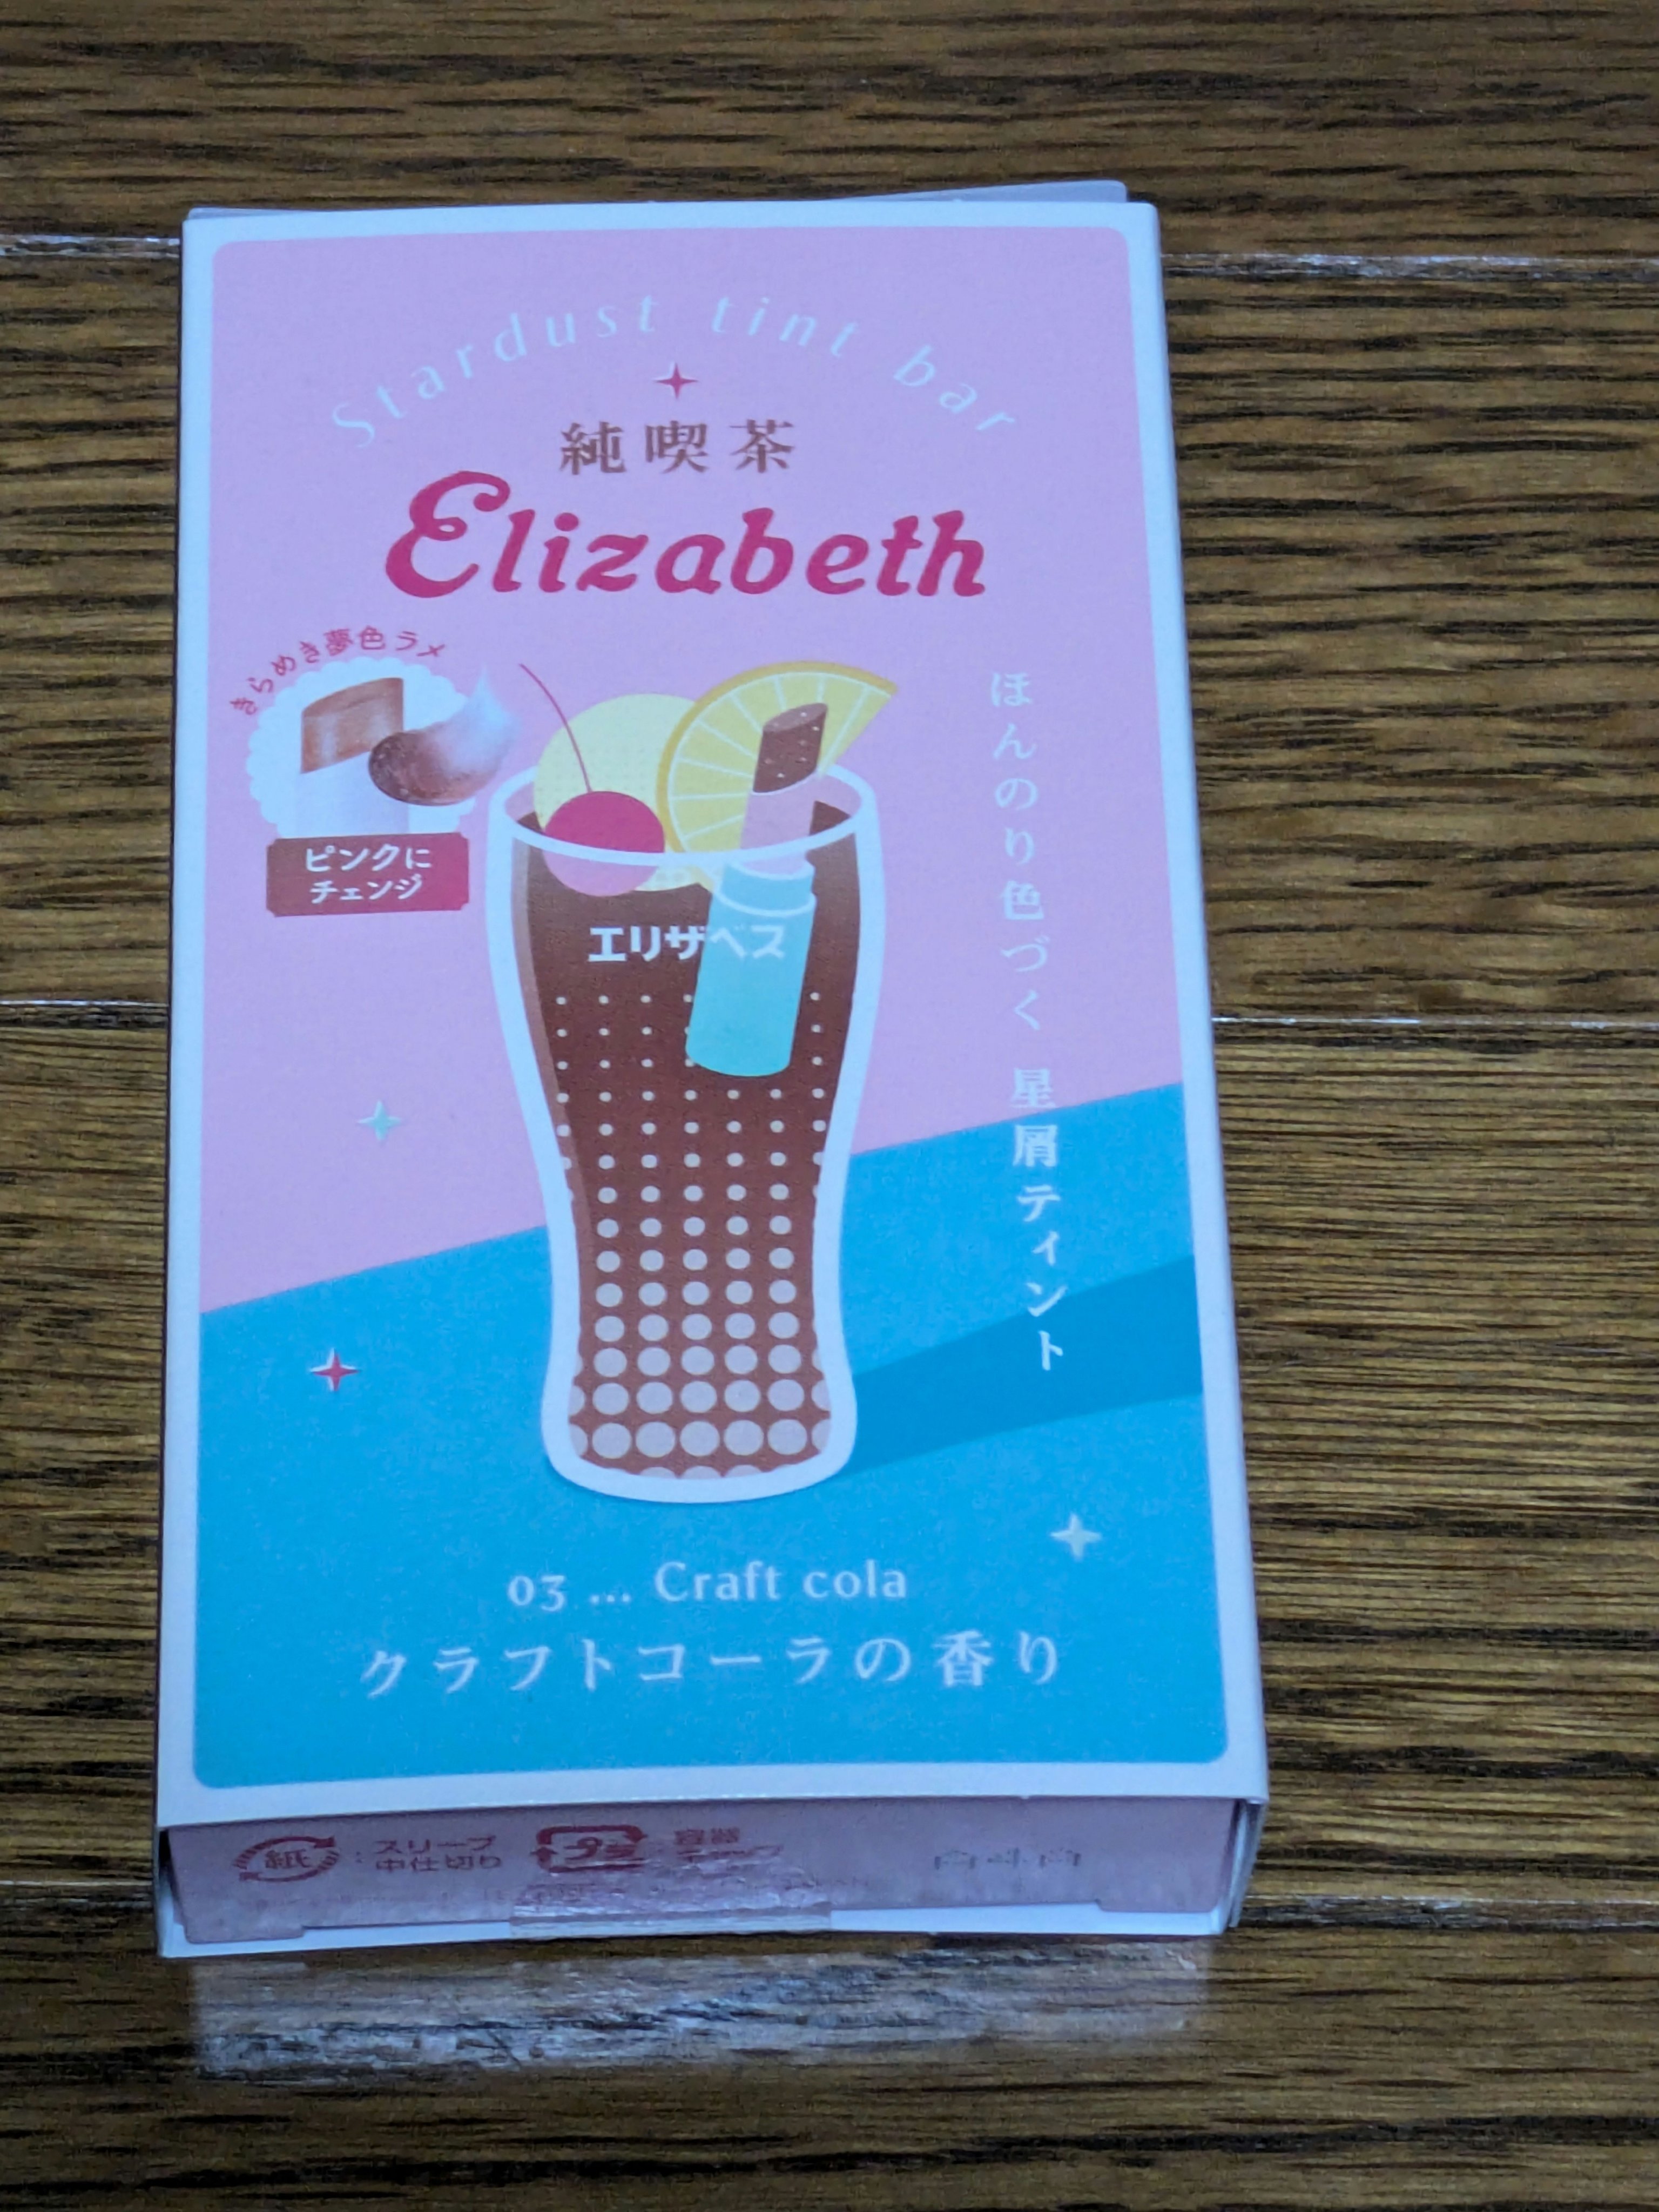 Stardust tint bar
純喫茶
Elizabeth
きらめき夢色ラメ
ピンクに
チェンジ
エリザベス
ほんのり色づく 星屑ティント
03 ... Craft cola
クラフトコーラの香り
紙 : スリーブ
中仕切り
プラ : 容器